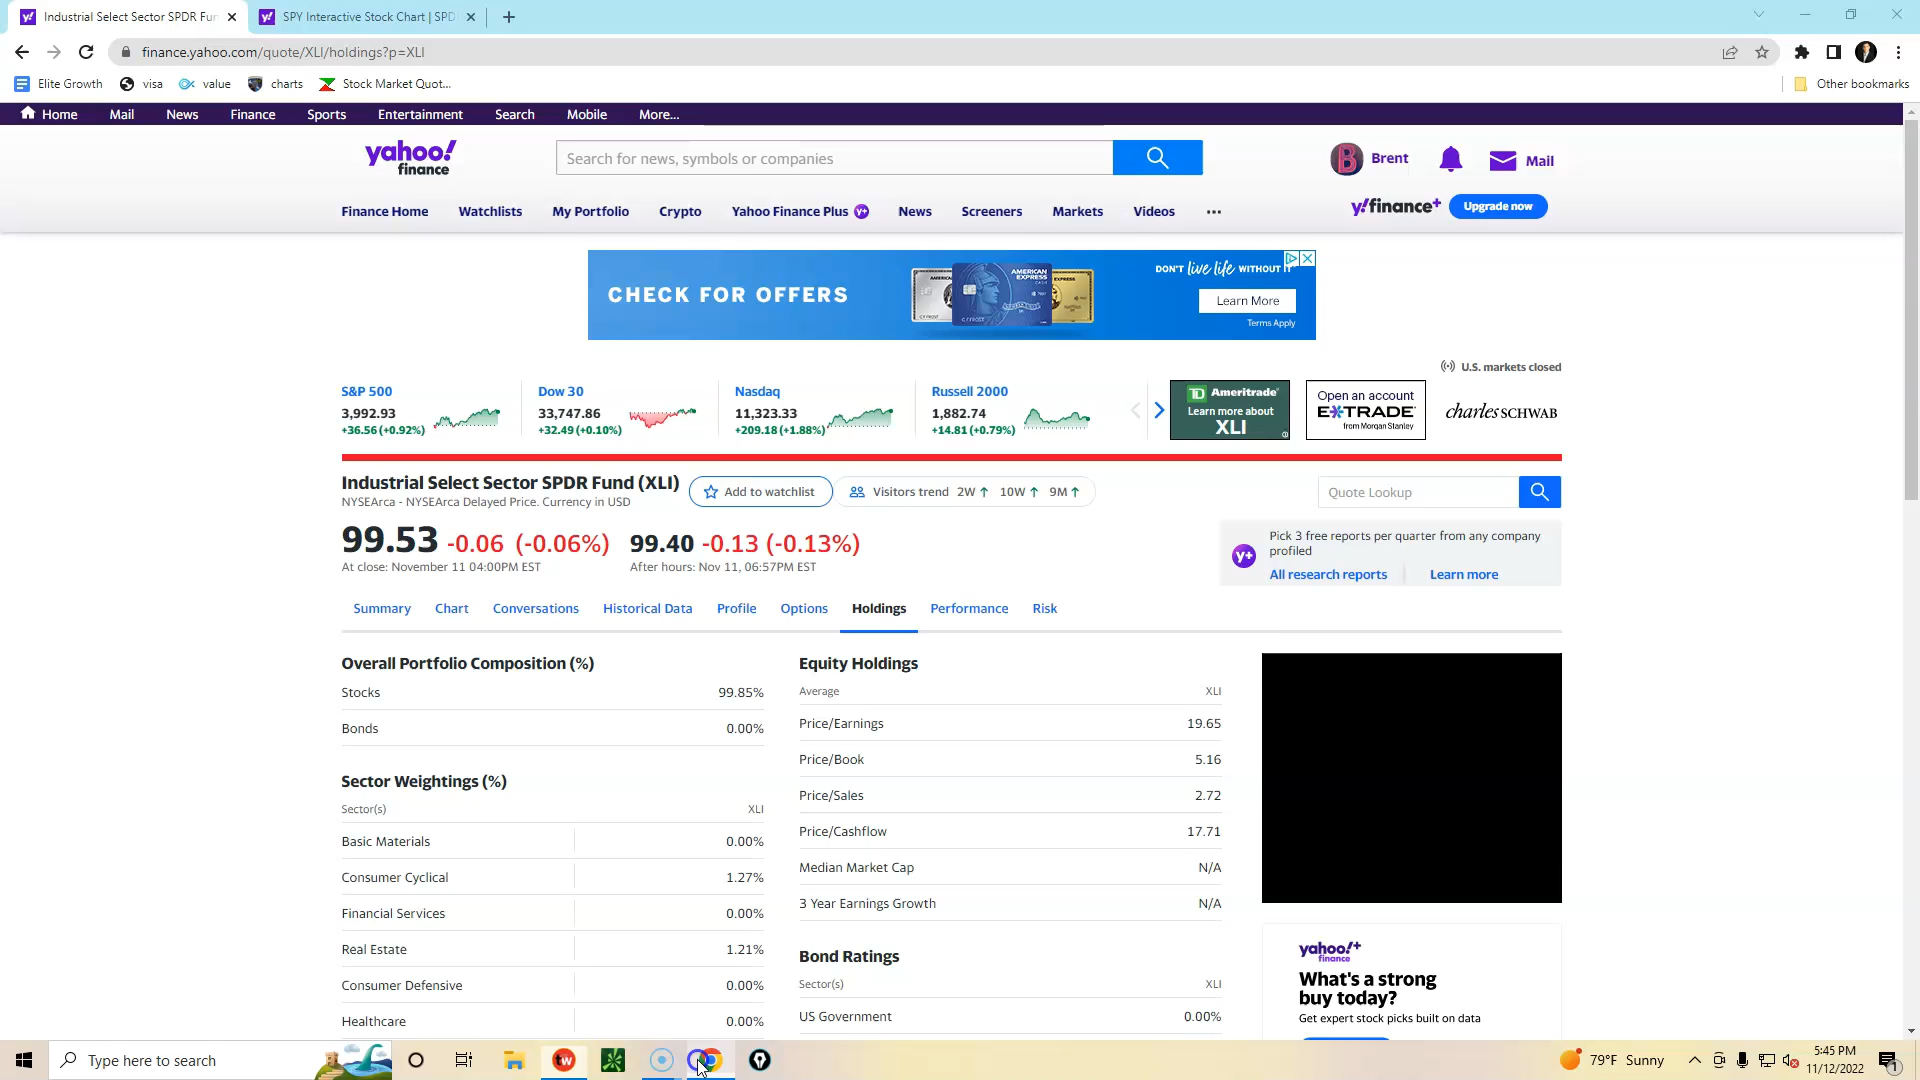 Industrial Select Sector SPDR Fun
SPY Interactive Stock Chart | SPD
finance.yahoo.com/quote/XLI/holdings?p=XLI
Elite Growth visa value charts Stock Market Quot... Other bookmarks
Home Mail News Finance Sports Entertainment Search Mobile More...
yahoo!
finance
Search for news, symbols or companies
Brent
Mail
Finance Home Watchlists My Portfolio Crypto Yahoo Finance Plus News Screeners Markets Videos ...
y!finance+ Upgrade now
CHECK FOR OFFERS
AMERICAN EXPRESS
DON'T live life WITHOUT IT
Learn More
Terms Apply
U.S. markets closed
S&P 500
3,992.93
+36.56 (+0.92%)
Dow 30
33,747.86
+32.49 (+0.10%)
Nasdaq
11,323.33
+209.18 (+1.88%)
Russell 2000
1,882.74
+14.81 (+0.79%)
TD Ameritrade
Learn more about
XLI
Open an account
E*TRADE
from Morgan Stanley
charles SCHWAB
Industrial Select Sector SPDR Fund (XLI)
NYSEArca - NYSEArca Delayed Price. Currency in USD
Add to watchlist
Visitors trend 2W ↑ 10W ↑ 9M ↑
Quote Lookup
99.53 -0.06 (-0.06%)
At close: November 11 04:00PM EST
99.40 -0.13 (-0.13%)
After hours: Nov 11, 06:57PM EST
y+
Pick 3 free reports per quarter from any company
profiled
All research reports Learn more
Summary Chart Conversations Historical Data Profile Options Holdings Performance Risk
Overall Portfolio Composition (%)
Stocks 99.85%
Bonds 0.00%
Sector Weightings (%)
Sector(s) XLI
Basic Materials 0.00%
Consumer Cyclical 1.27%
Financial Services 0.00%
Real Estate 1.21%
Consumer Defensive 0.00%
Healthcare 0.00%
Equity Holdings
Average XLI
Price/Earnings 19.65
Price/Book 5.16
Price/Sales 2.72
Price/Cashflow 17.71
Median Market Cap N/A
3 Year Earnings Growth N/A
Bond Ratings
Sector(s) XLI
US Government 0.00%
yahoo!+
finance
What's a strong
buy today?
Get expert stock picks built on data
Type here to search
tw
79°F Sunny
5:45 PM
11/12/2022
1